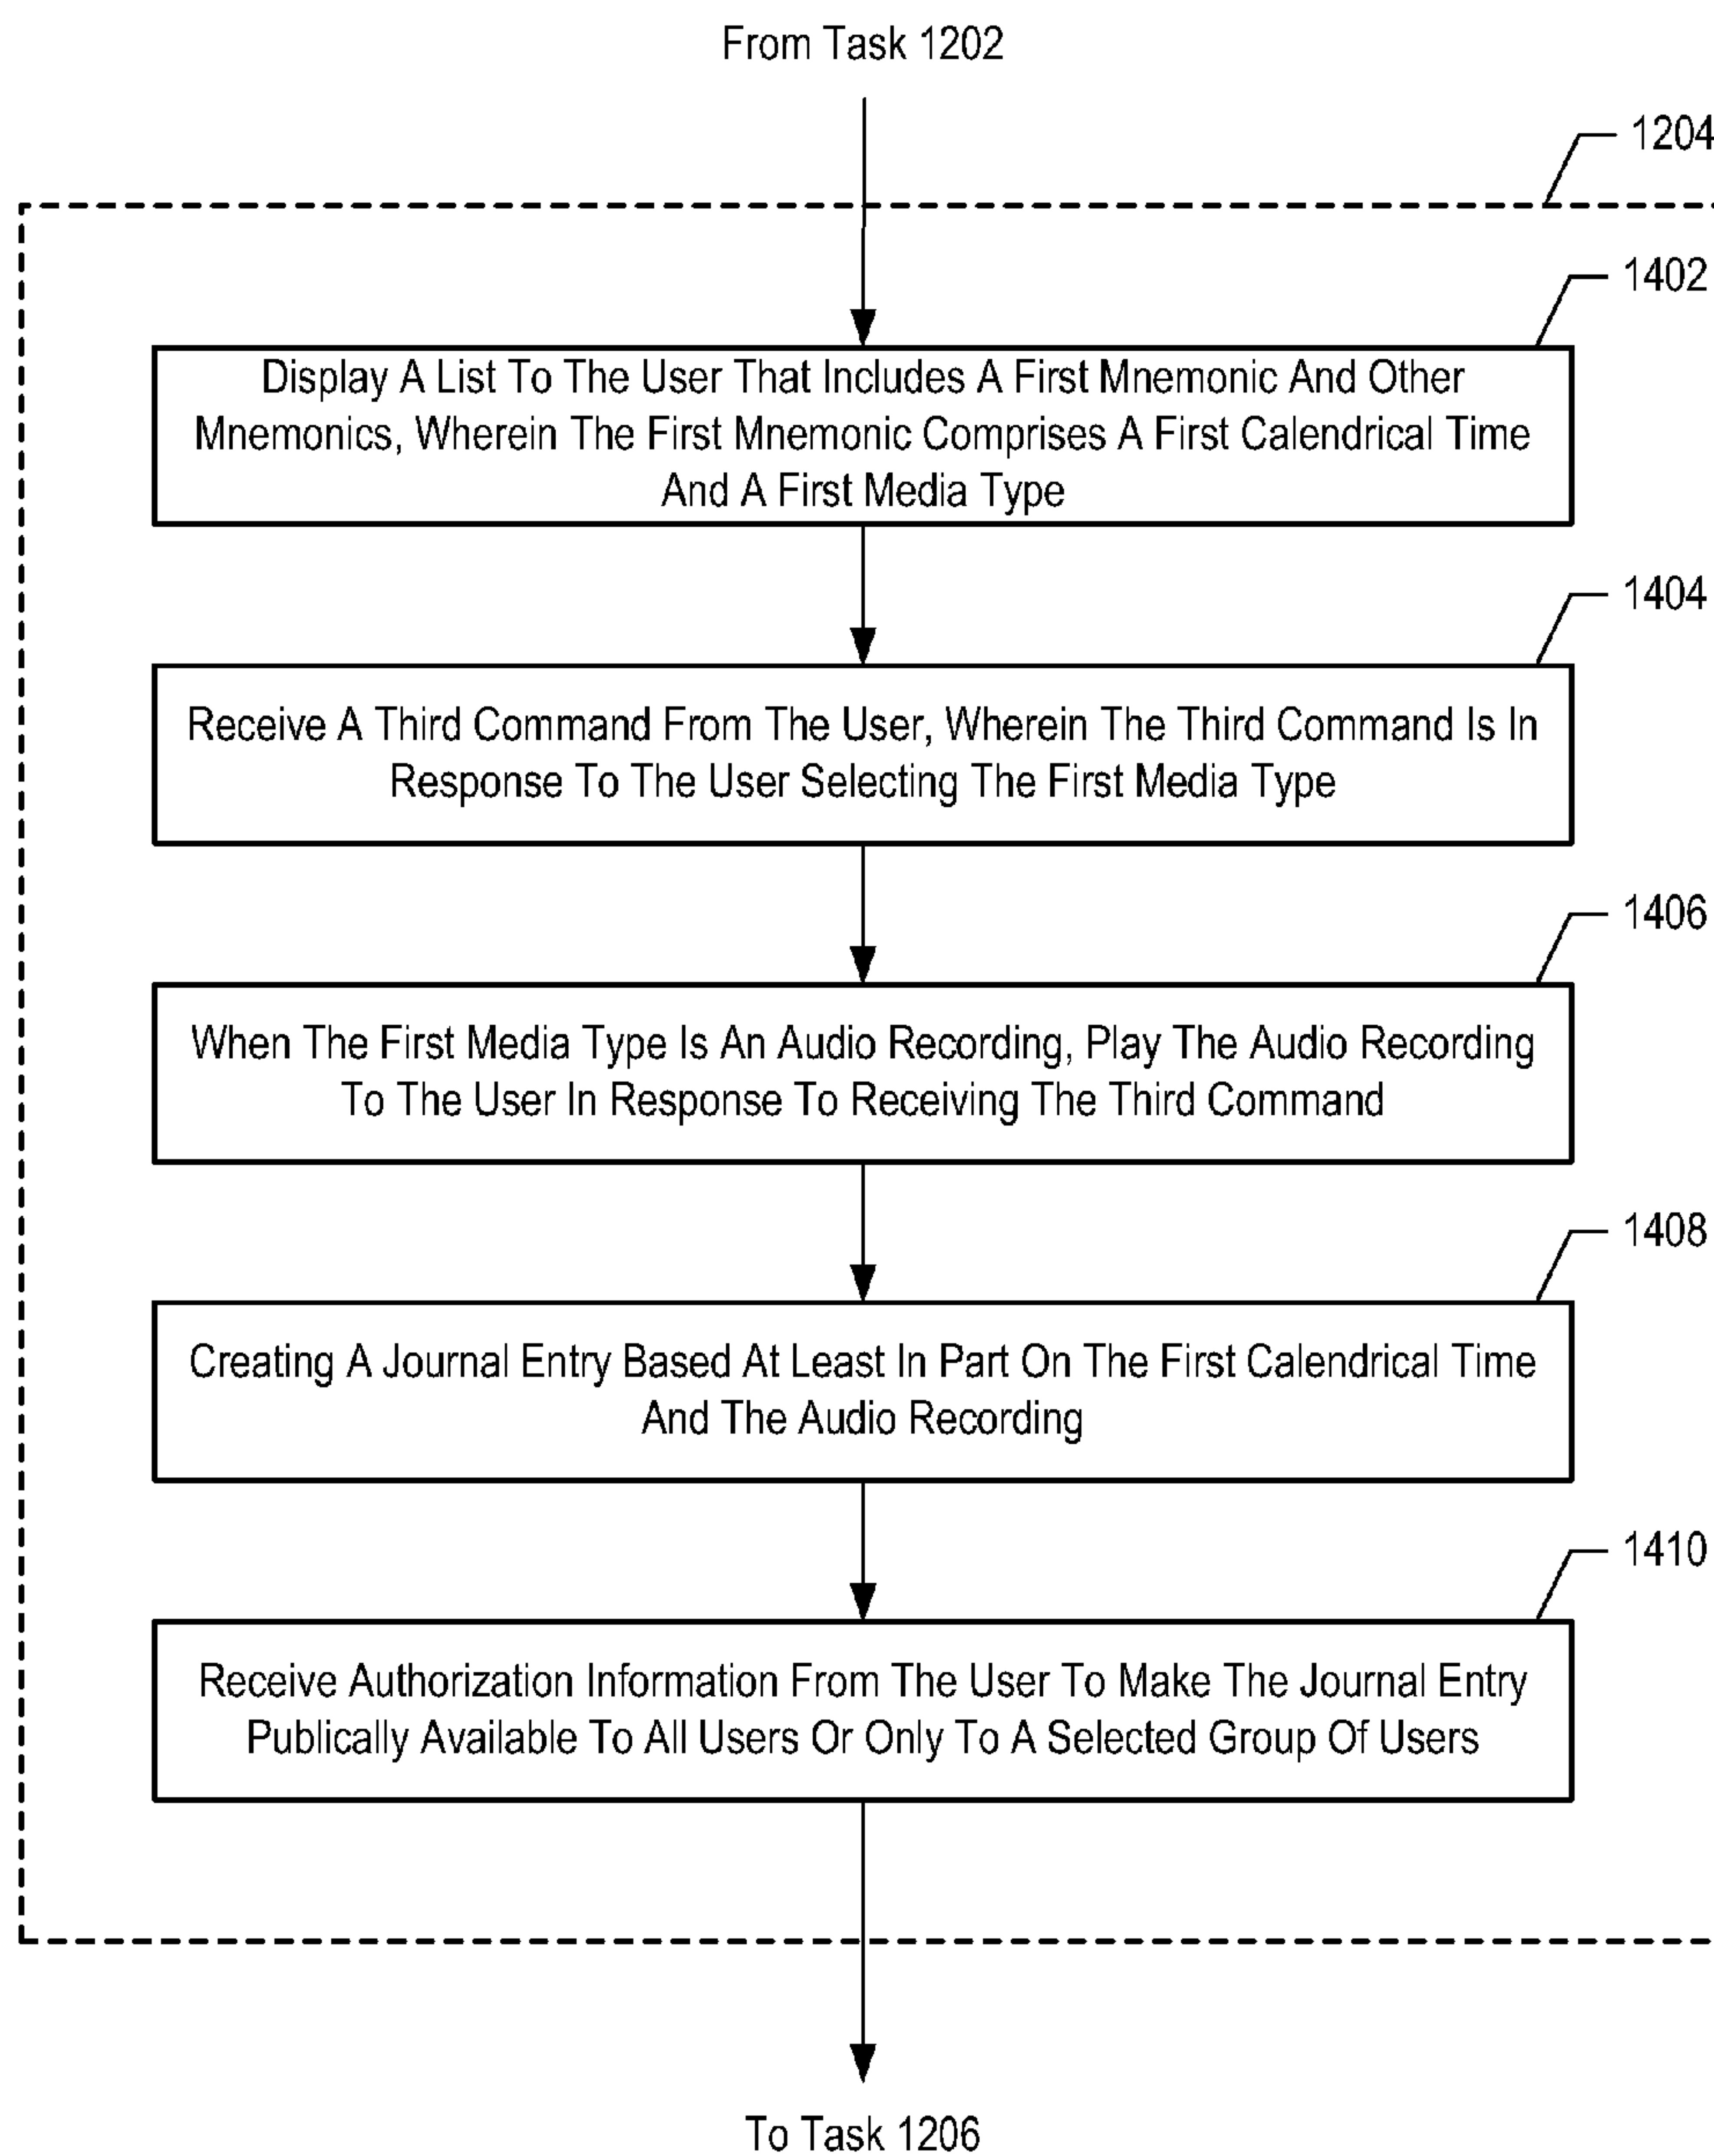 From Task 1202
1204
1402
Display A List To The User That Includes A First Mnemonic And Other
Mnemonics, Wherein The First Mnemonic Comprises A First Calendrical Time
And A First Media Type
1404
Receive A Third Command From The User, Wherein The Third Command Is In
Response To The User Selecting The First Media Type
1406
When The First Media Type Is An Audio Recording, Play The Audio Recording
To The User In Response To Receiving The Third Command
1408
Creating A Journal Entry Based At Least In Part On The First Calendrical Time
And The Audio Recording
1410
Receive Authorization Information From The User To Make The Journal Entry
Publically Available To All Users Or Only To A Selected Group Of Users
To Task 1206